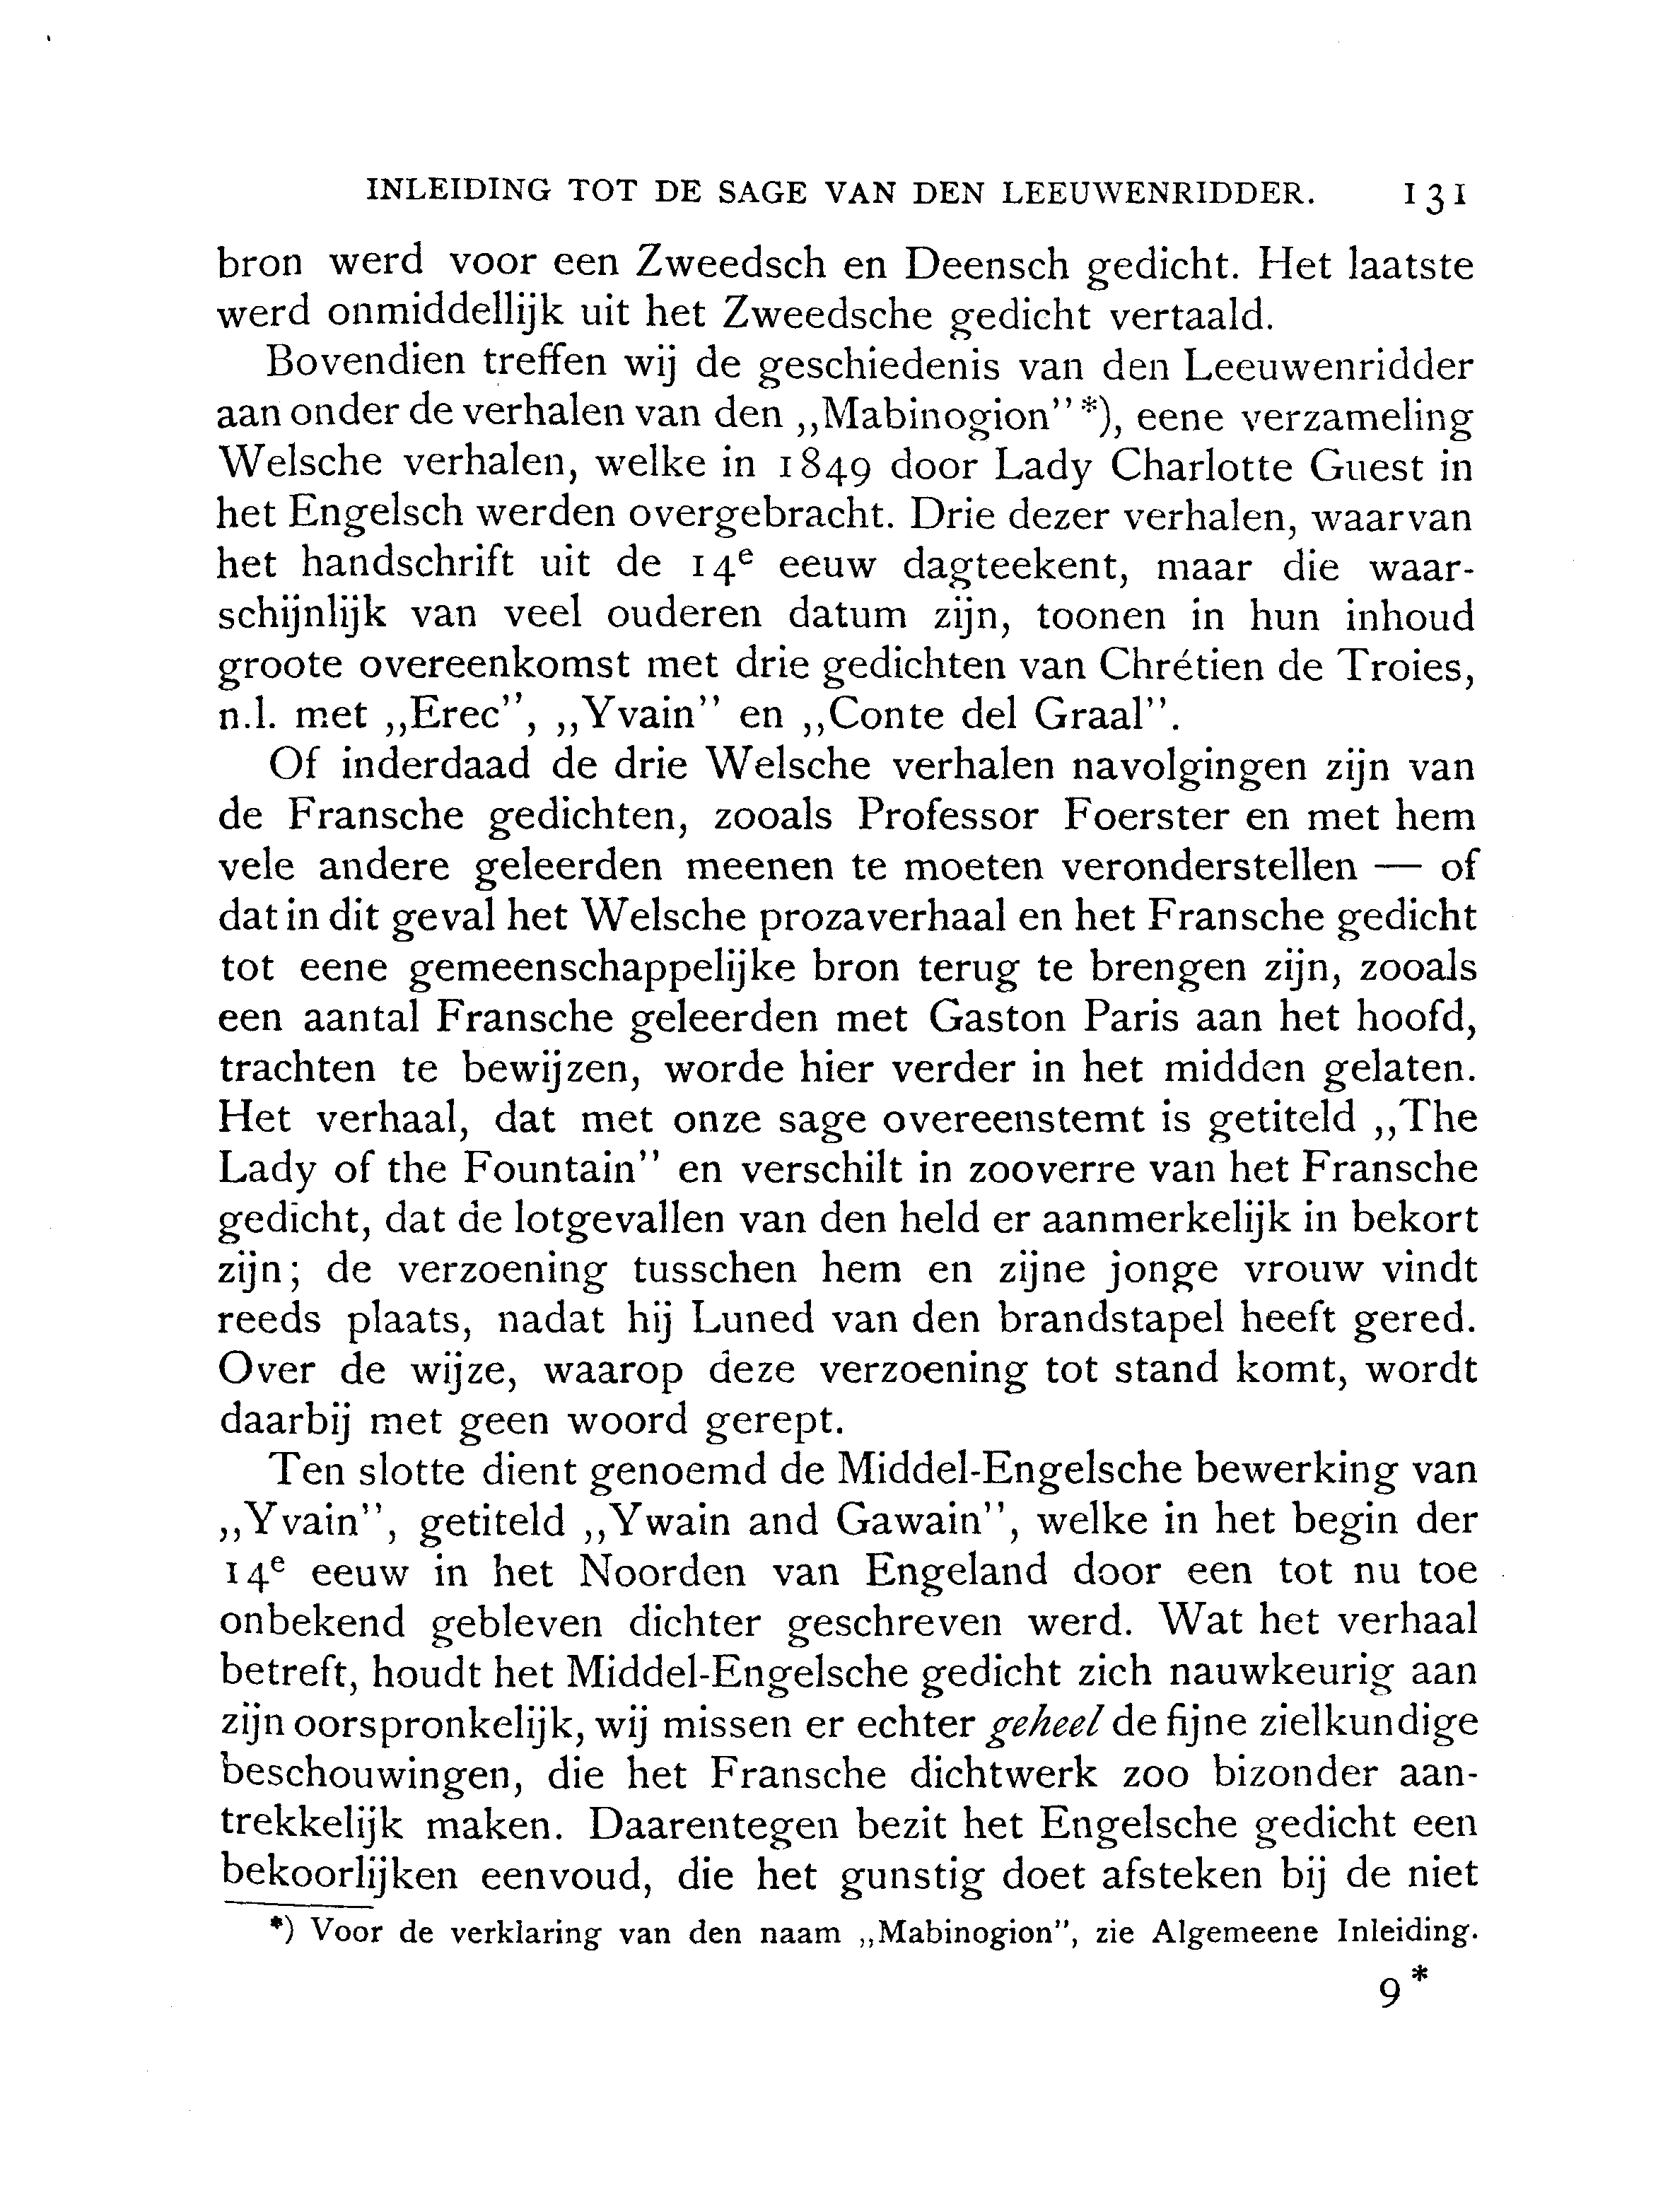 INLEIDING TOT DE SAGE VAN DEN LEEUWENRIDDER. 131
bron werd voor een Zweedsch en Deensch gedicht. Het laatste
werd onmiddellijk uit het Zweedsche gedicht vertaald.
Bovendien treffen wij de geschiedenis van den Leeuwenridder
aan onder de verhalen van den „Mabinogion” *), eene verzameling
Welsche verhalen, welke in 1849 door Lady Charlotte Guest in
het Engelsch werden overgebracht. Drie dezer verhalen, waarvan
het handschrift uit de 14e eeuw dagteekent, maar die waar-
schijnlijk van veel ouderen datum zijn, toonen in hun inhoud
groote overeenkomst met drie gedichten van Chrétien de Troies,
n.l. met „Erec”, „Yvain” en „Conte del Graal”.
Of inderdaad de drie Welsche verhalen navolgingen zijn van
de Fransche gedichten, zooals Professor Foerster en met hem
vele andere geleerden meenen te moeten veronderstellen — of
dat in dit geval het Welsche prozaverhaal en het Fransche gedicht
tot eene gemeenschappelijke bron terug te brengen zijn, zooals
een aantal Fransche geleerden met Gaston Paris aan het hoofd,
trachten te bewijzen, worde hier verder in het midden gelaten.
Het verhaal, dat met onze sage overeenstemt is getiteld „The
Lady of the Fountain” en verschilt in zooverre van het Fransche
gedicht, dat de lotgevallen van den held er aanmerkelijk in bekort
zijn; de verzoening tusschen hem en zijne jonge vrouw vindt
reeds plaats, nadat hij Luned van den brandstapel heeft gered.
Over de wijze, waarop deze verzoening tot stand komt, wordt
daarbij met geen woord gerept.
Ten slotte dient genoemd de Middel-Engelsche bewerking van
„Yvain”, getiteld „Ywain and Gawain”, welke in het begin der
14e eeuw in het Noorden van Engeland door een tot nu toe
onbekend gebleven dichter geschreven werd. Wat het verhaal
betreft, houdt het Middel-Engelsche gedicht zich nauwkeurig aan
zijn oorspronkelijk, wij missen er echter geheel de fijne zielkundige
beschouwingen, die het Fransche dichtwerk zoo bizonder aan-
trekkelijk maken. Daarentegen bezit het Engelsche gedicht een
bekoorlijken eenvoud, die het gunstig doet afsteken bij de niet
*) Voor de verklaring van den naam „Mabinogion”, zie Algemeene Inleiding.
9*